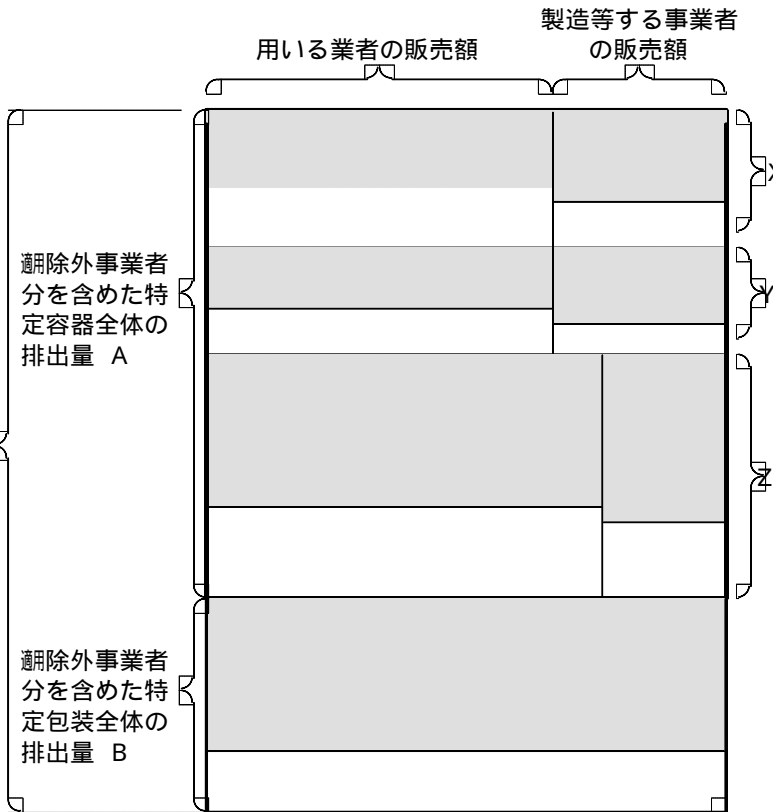 製造等する事業者
の販売額
用いる業者の販売額
X
適用除外事業者
分を含めた特
定容器全体の
排出量 A
Y
Z
適用除外事業者
分を含めた特
定包装全体の
排出量 B